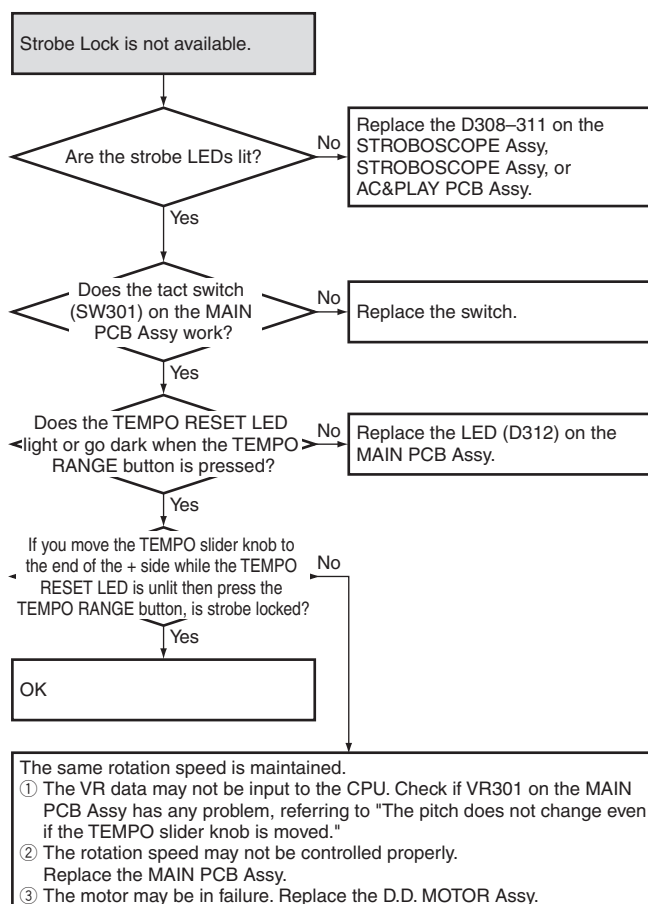 Strobe Lock is not available.
Are the strobe LEDs lit?
No
Replace the D308–311 on the
STROBOSCOPE Assy,
STROBOSCOPE Assy, or
AC&PLAY PCB Assy.
Yes
Does the tact switch
(SW301) on the MAIN
PCB Assy work?
No
Replace the switch.
Yes
Does the TEMPO RESET LED
light or go dark when the TEMPO
RANGE button is pressed?
No
Replace the LED (D312) on the
MAIN PCB Assy.
Yes
If you move the TEMPO slider knob to
the end of the + side while the TEMPO
RESET LED is unlit then press the
TEMPO RANGE button, is strobe locked?
No
Yes
OK
The same rotation speed is maintained.
① The VR data may not be input to the CPU. Check if VR301 on the MAIN
PCB Assy has any problem, referring to "The pitch does not change even
if the TEMPO slider knob is moved."
② The rotation speed may not be controlled properly.
Replace the MAIN PCB Assy.
③ The motor may be in failure. Replace the D.D. MOTOR Assy.